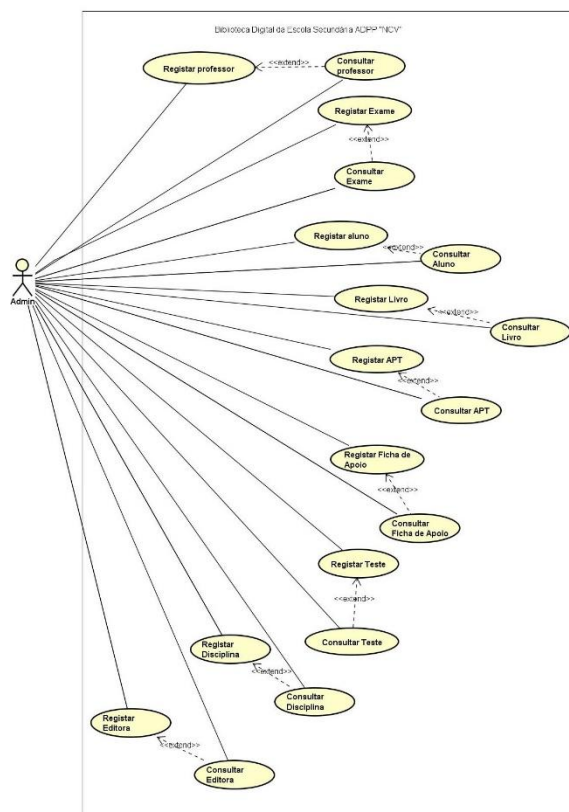 Biblioteca Digital da Escola Secundária ADPP "NCV"
Registar professor
<<extend>>
Consultar
professor
Registar Exame
<<extend>>
Consultar
Exame
Registar aluno
<<extend>>
Consultar
Aluno
Admin
Registar Livro
<<extend>>
Consultar
Livro
Registar APT
<<extend>>
Consultar APT
Registar Ficha de
Apoio
<<extend>>
Consultar
Ficha de Apoio
Registar Teste
<<extend>>
Consultar Teste
Registar
Disciplina
<<extend>>
Consultar
Disciplina
Registar
Editora
<<extend>>
Consultar
Editora